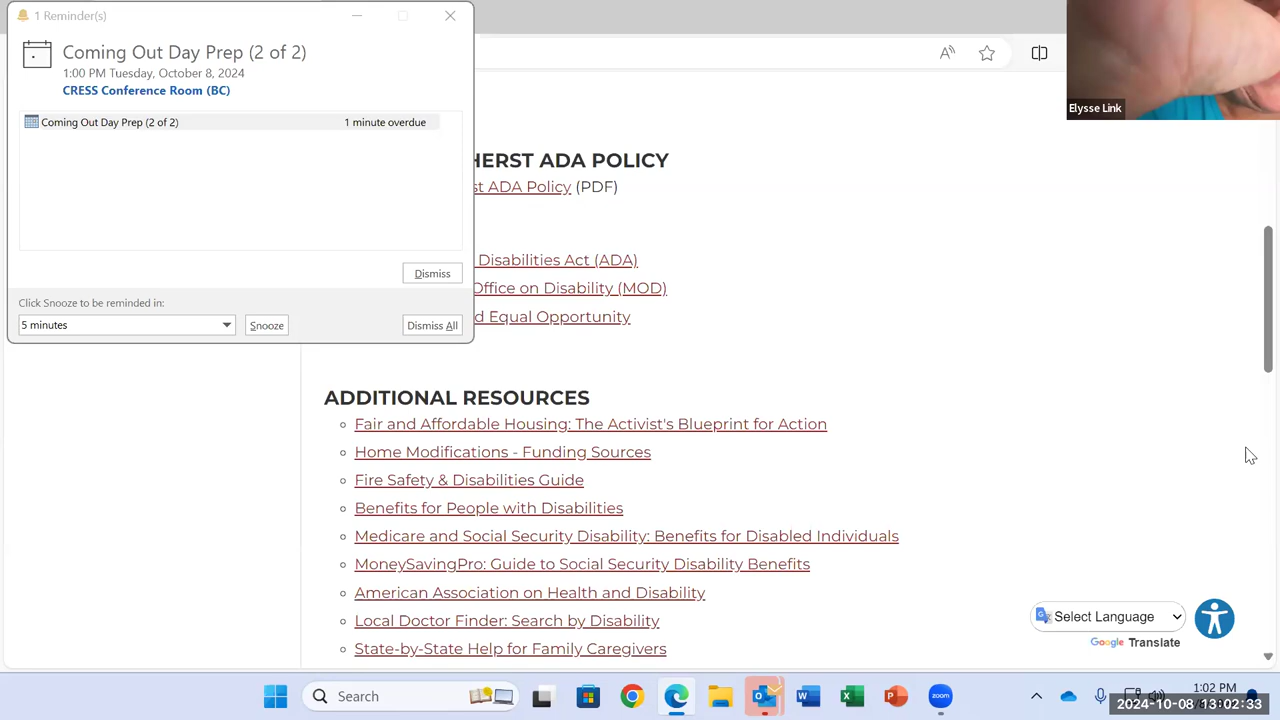 1 Reminder(s)
Coming Out Day Prep (2 of 2)
1:00 PM Tuesday, October 8, 2024
CRESS Conference Room (BC)
Coming Out Day Prep (2 of 2) 1 minute overdue
Dismiss
Click Snooze to be reminded in:
5 minutes Snooze Dismiss All
Elysse Link
HERST ADA POLICY
st ADA Policy (PDF)
Disabilities Act (ADA)
Office on Disability (MOD)
d Equal Opportunity
ADDITIONAL RESOURCES
Fair and Affordable Housing: The Activist's Blueprint for Action
Home Modifications - Funding Sources
Fire Safety & Disabilities Guide
Benefits for People with Disabilities
Medicare and Social Security Disability: Benefits for Disabled Individuals
MoneySavingPro: Guide to Social Security Disability Benefits
American Association on Health and Disability
Local Doctor Finder: Search by Disability
State-by-State Help for Family Caregivers
Select Language
Google Translate
Search
zoom
1:02 PM
2024-10-08 13:02:33